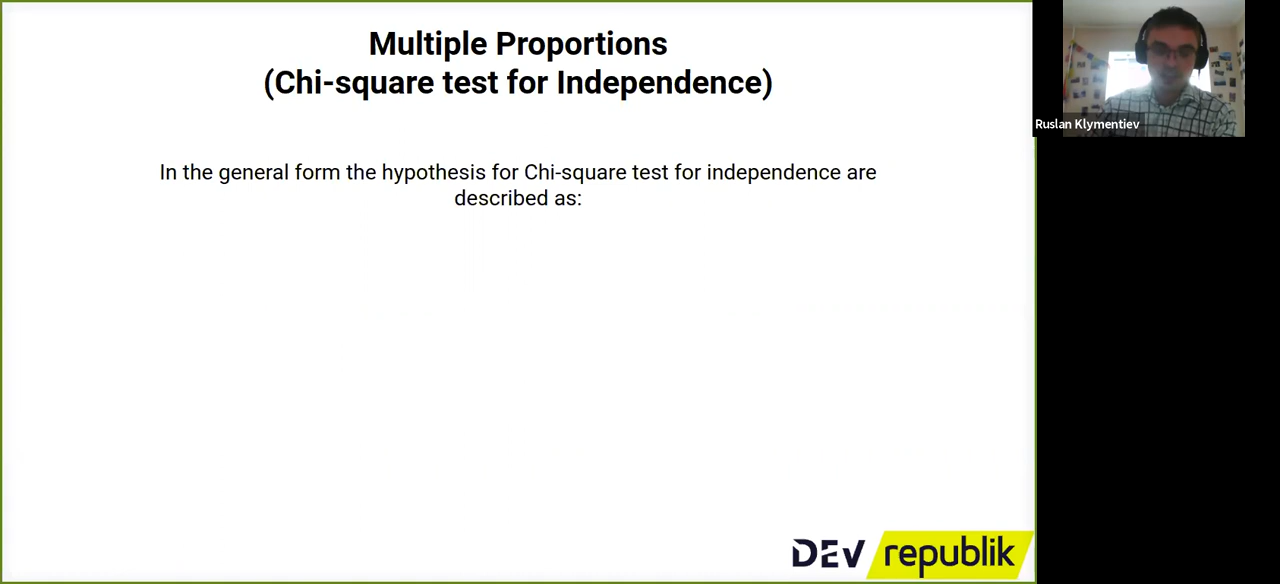 Multiple Proportions
(Chi-square test for Independence)
In the general form the hypothesis for Chi-square test for independence are
described as:
Ruslan Klymentiev
DEV republik